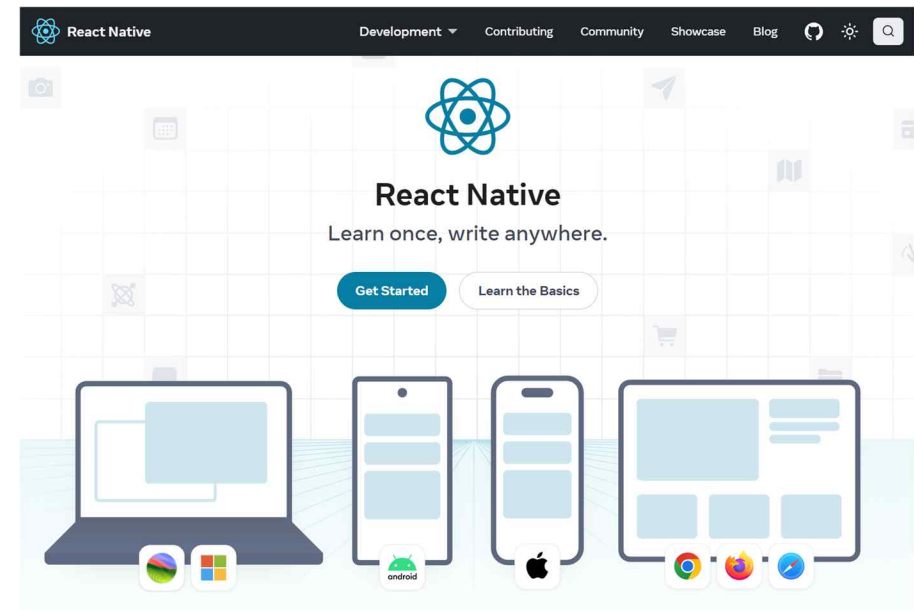 React Native Development Contributing Community Showcase Blog
React Native
Learn once, write anywhere.
Get Started Learn the Basics
android